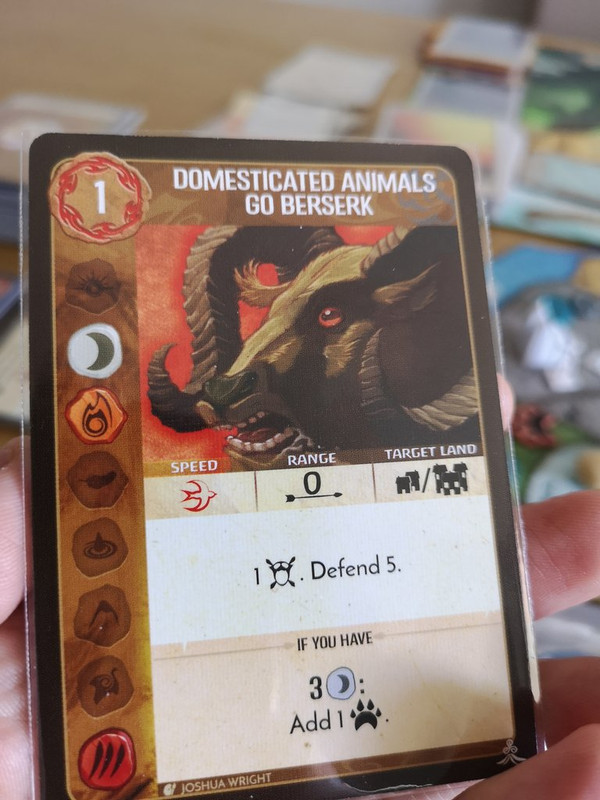 1
DOMESTICATED ANIMALS
GO BERSERK
SPEED RANGE TARGET LAND
0 /
1 . Defend 5.
IF YOU HAVE
3 :
Add 1 .
JOSHUA WRIGHT